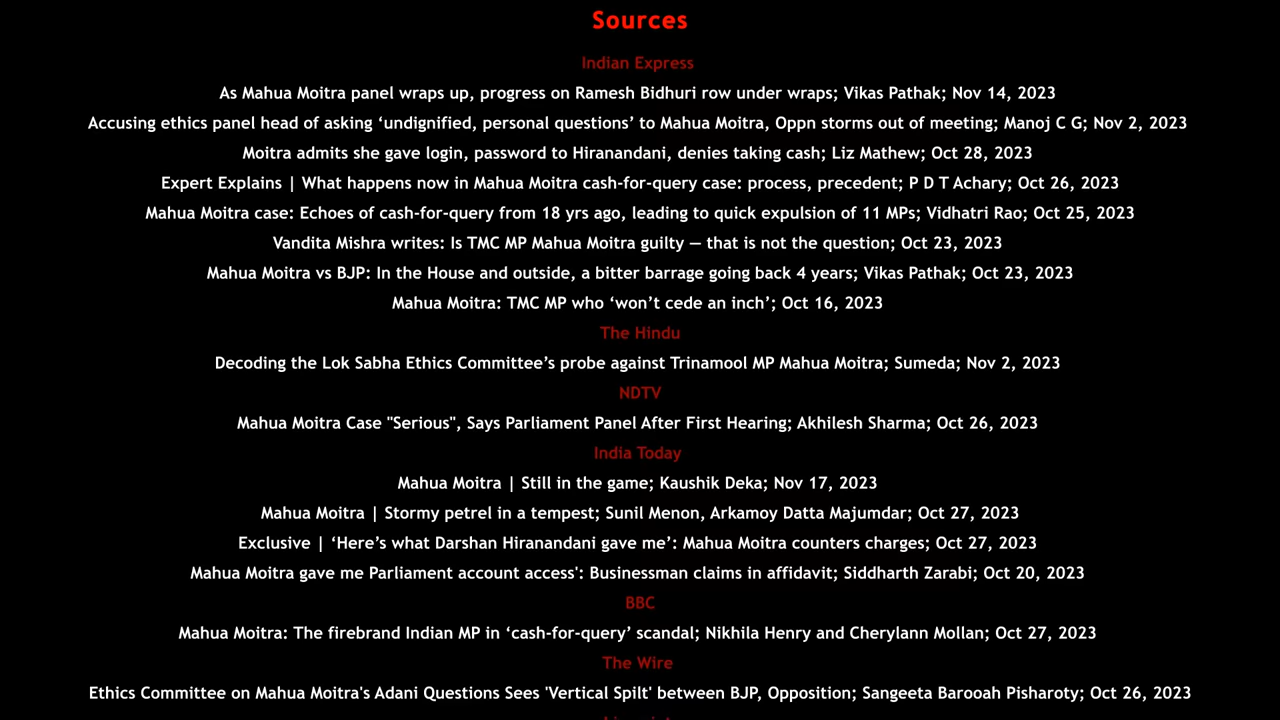 Sources
Indian Express
As Mahua Moitra panel wraps up, progress on Ramesh Bidhuri row under wraps; Vikas Pathak; Nov 14, 2023
Accusing ethics panel head of asking ‘undignified, personal questions’ to Mahua Moitra, Oppn storms out of meeting; Manoj C G; Nov 2, 2023
Moitra admits she gave login, password to Hiranandani, denies taking cash; Liz Mathew; Oct 28, 2023
Expert Explains | What happens now in Mahua Moitra cash-for-query case: process, precedent; P D T Achary; Oct 26, 2023
Mahua Moitra case: Echoes of cash-for-query from 18 yrs ago, leading to quick expulsion of 11 MPs; Vidhatri Rao; Oct 25, 2023
Vandita Mishra writes: Is TMC MP Mahua Moitra guilty — that is not the question; Oct 23, 2023
Mahua Moitra vs BJP: In the House and outside, a bitter barrage going back 4 years; Vikas Pathak; Oct 23, 2023
Mahua Moitra: TMC MP who ‘won’t cede an inch’; Oct 16, 2023
The Hindu
Decoding the Lok Sabha Ethics Committee’s probe against Trinamool MP Mahua Moitra; Sumeda; Nov 2, 2023
NDTV
Mahua Moitra Case "Serious", Says Parliament Panel After First Hearing; Akhilesh Sharma; Oct 26, 2023
India Today
Mahua Moitra | Still in the game; Kaushik Deka; Nov 17, 2023
Mahua Moitra | Stormy petrel in a tempest; Sunil Menon, Arkamoy Datta Majumdar; Oct 27, 2023
Exclusive | ‘Here’s what Darshan Hiranandani gave me’: Mahua Moitra counters charges; Oct 27, 2023
Mahua Moitra gave me Parliament account access': Businessman claims in affidavit; Siddharth Zarabi; Oct 20, 2023
BBC
Mahua Moitra: The firebrand Indian MP in ‘cash-for-query’ scandal; Nikhila Henry and Cherylann Mollan; Oct 27, 2023
The Wire
Ethics Committee on Mahua Moitra's Adani Questions Sees 'Vertical Spilt' between BJP, Opposition; Sangeeta Barooah Pisharoty; Oct 26, 2023